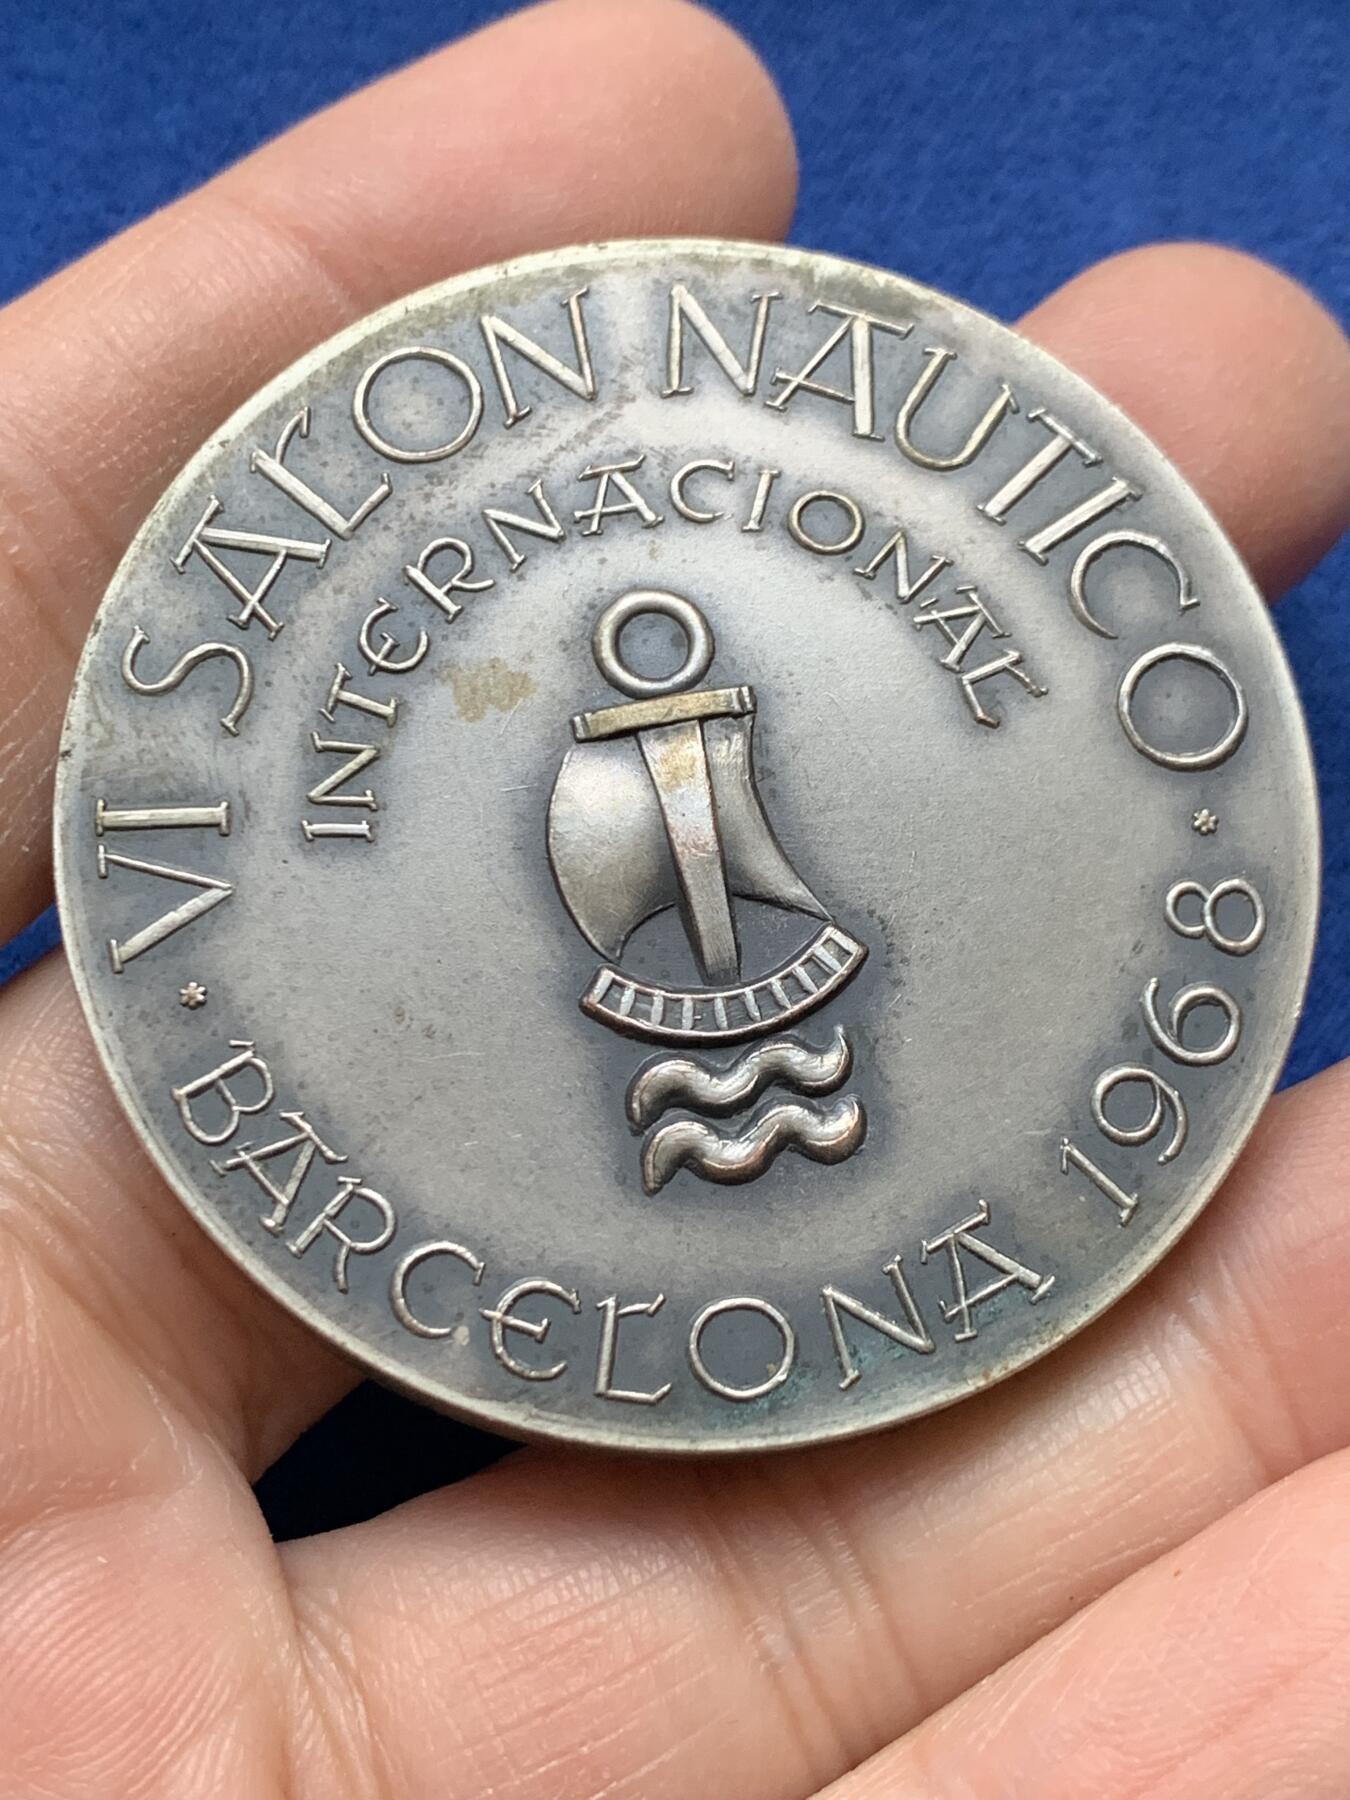 VI SALON NAUTICO
INTERNACIONAL
* BARCELONA 1968 *